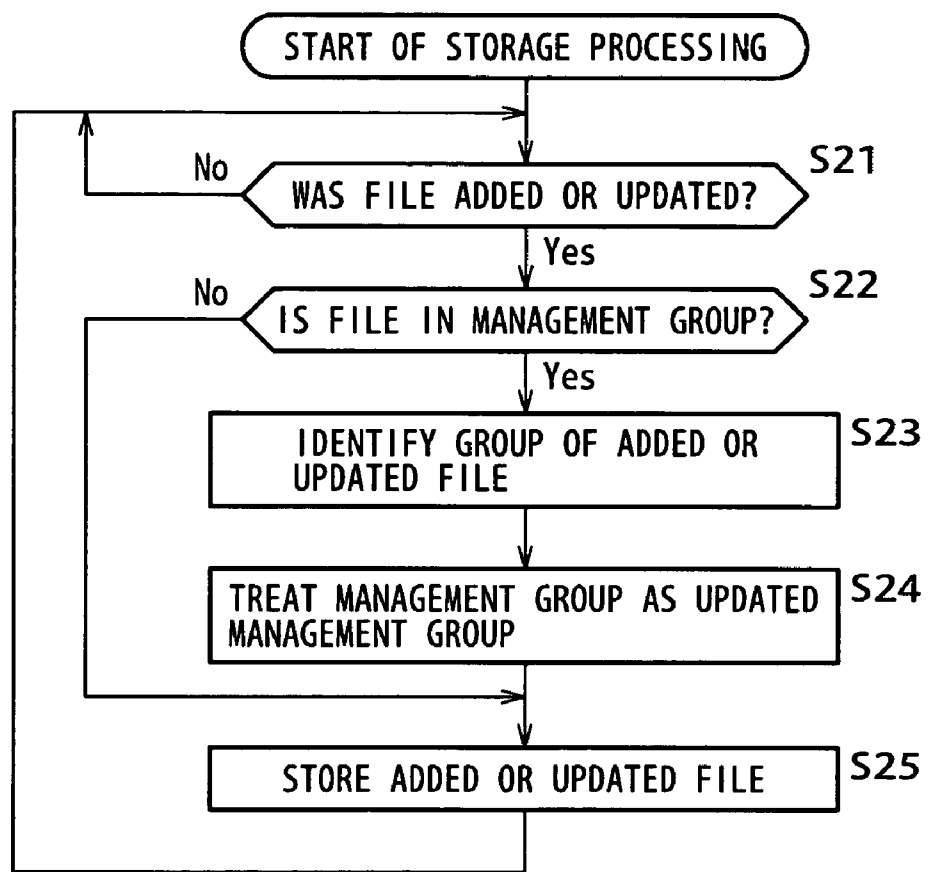 START OF STORAGE PROCESSING
No
WAS FILE ADDED OR UPDATED?
S21
Yes
No
IS FILE IN MANAGEMENT GROUP?
S22
Yes
IDENTIFY GROUP OF ADDED OR
UPDATED FILE
S23
TREAT MANAGEMENT GROUP AS UPDATED
MANAGEMENT GROUP
S24
STORE ADDED OR UPDATED FILE
S25